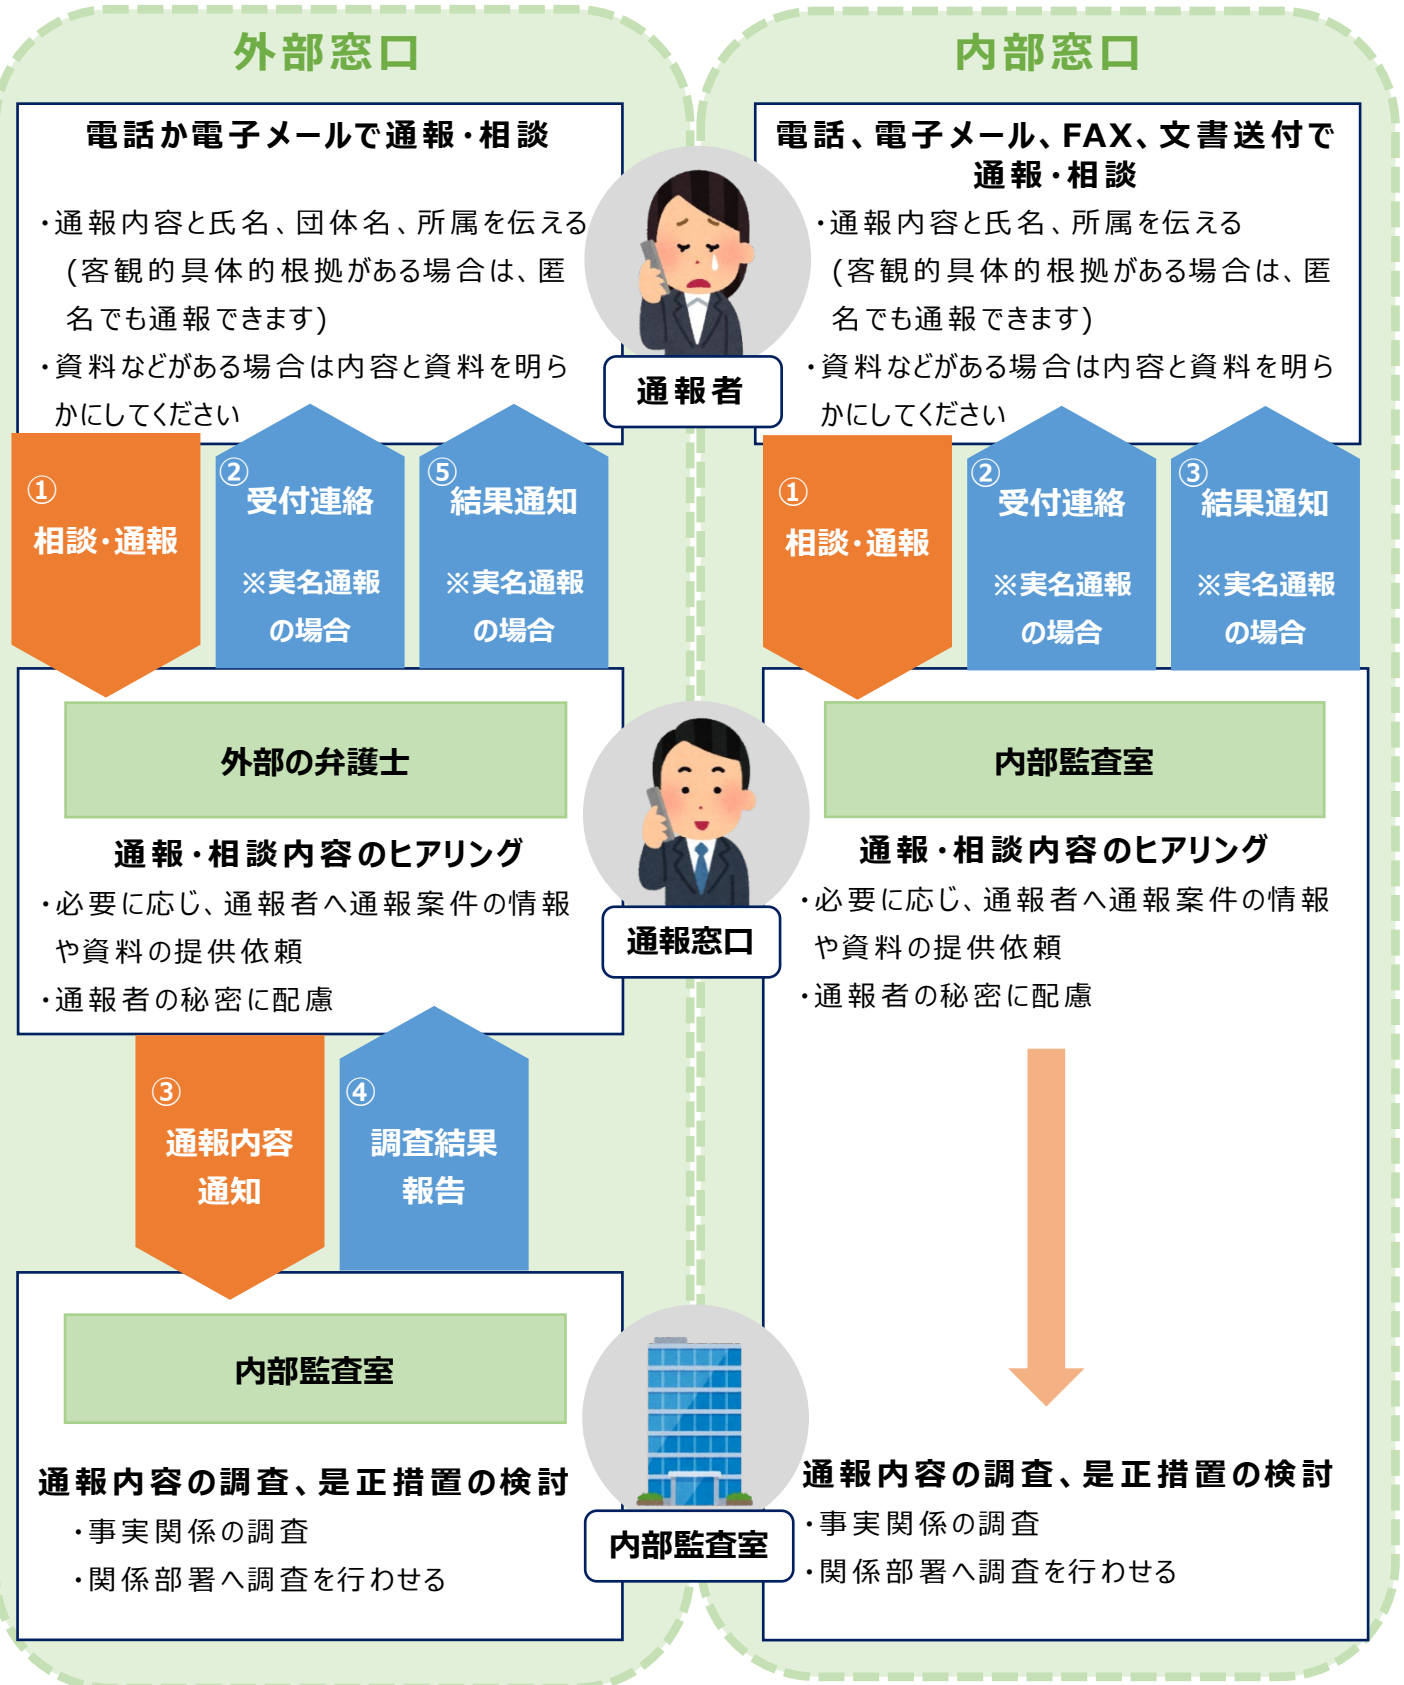 外部窓口
電話か電子メールで通報・相談
・通報内容と氏名、団体名、所属を伝える
(客観的具体的根拠がある場合は、匿
名でも通報できます)
・資料などがある場合は内容と資料を明ら
かにしてください
①
相談・通報
②
受付連絡
※実名通報
の場合
⑤
結果通知
※実名通報
の場合
外部の弁護士
通報・相談内容のヒアリング
・必要に応じ、通報者へ通報案件の情報
や資料の提供依頼
・通報者の秘密に配慮
③
通報内容
通知
④
調査結果
報告
内部監査室
通報内容の調査、是正措置の検討
・事実関係の調査
・関係部署へ調査を行わせる
通報者
通報窓口
内部監査室
内部窓口
電話、電子メール、FAX、文書送付で
通報・相談
・通報内容と氏名、所属を伝える
(客観的具体的根拠がある場合は、匿
名でも通報できます)
・資料などがある場合は内容と資料を明ら
かにしてください
①
相談・通報
②
受付連絡
※実名通報
の場合
③
結果通知
※実名通報
の場合
内部監査室
通報・相談内容のヒアリング
・必要に応じ、通報者へ通報案件の情報
や資料の提供依頼
・通報者の秘密に配慮
通報内容の調査、是正措置の検討
・事実関係の調査
・関係部署へ調査を行わせる